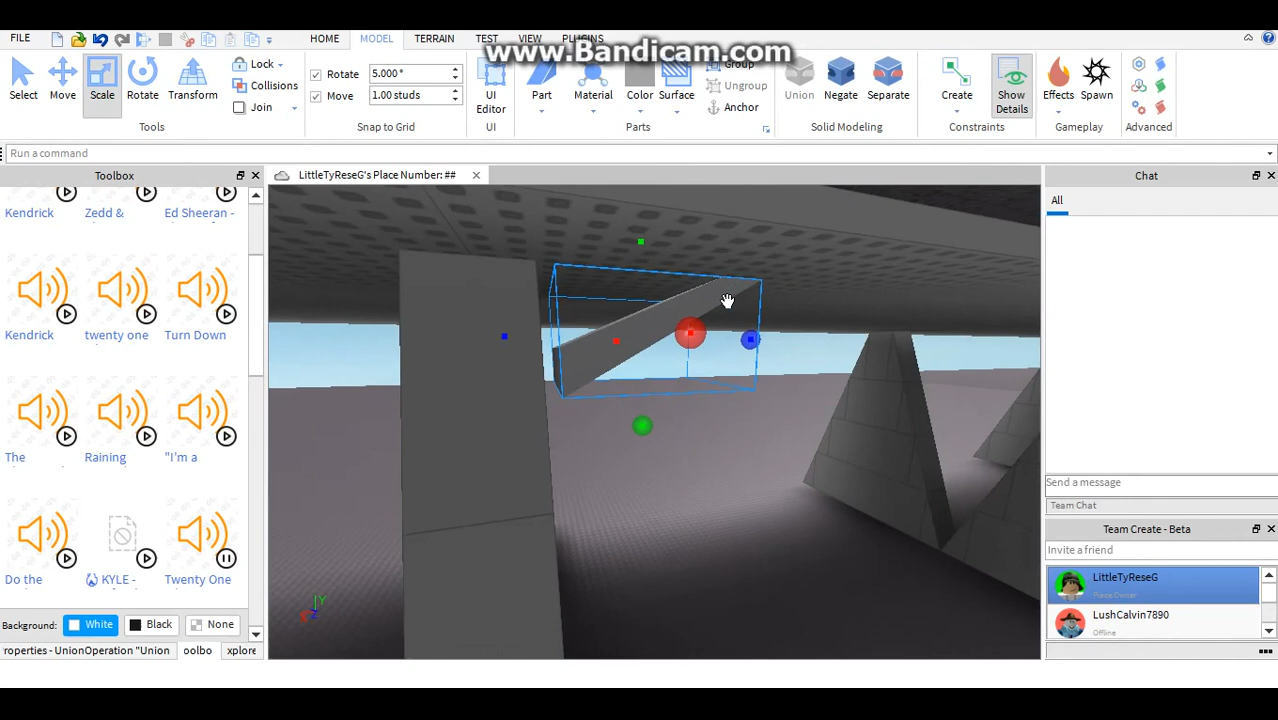 FILE
HOME
MODEL
TERRAIN
TEST
VIEW
PLUGINS
www.Bandicam.com
Select
Move
Scale
Rotate
Transform
Lock
Collisions
Join
Tools
Rotate
5.000°
Move
1.00 studs
Snap to Grid
UI
Editor
UI
Part
Material
Color
Surface
Group
Ungroup
Anchor
Parts
Union
Negate
Separate
Solid Modeling
Create
Show
Details
Constraints
Effects
Spawn
Gameplay
Advanced
Run a command
Toolbox
LittleTyReseG's Place Number: ##
Chat
Kendrick
Zedd &
Ed Sheeran -
All
Kendrick
twenty one
Turn Down
The
Raining
"I'm a
Send a message
Team Chat
Team Create - Beta
Invite a friend
LittleTyReseG
Place Owner
LushCalvin7890
Offline
Do the
KYLE -
Twenty One
Background:
White
Black
None
roperties - UnionOperation "Union
oolbo
xplore
Y
Z